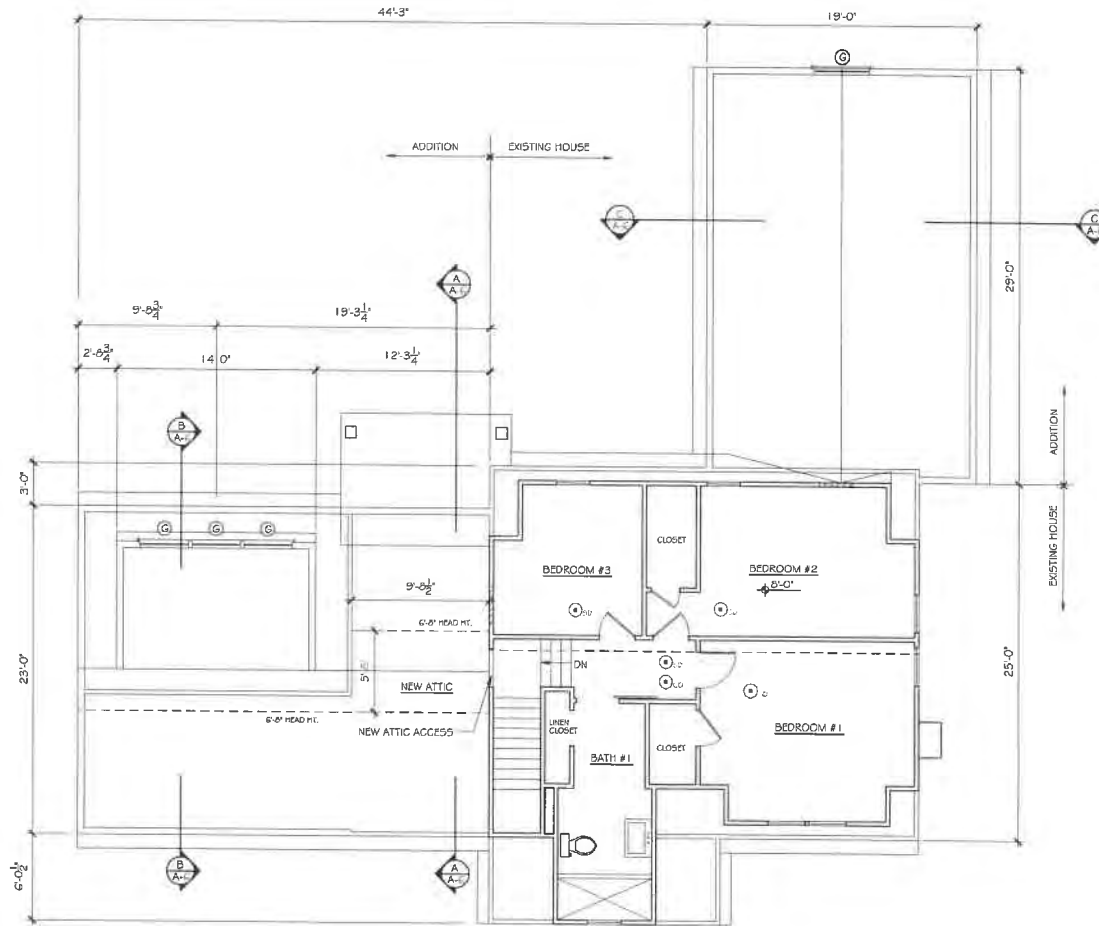 44'-3"
19'-0"
G
ADDITION
EXISTING HOUSE
C
C
A
29'-0"
9'-8 3/4"
19'-3 1/4"
2'-8 3/4"
14'0"
12'-3 1/4"
B
ADDITION
3'-0"
G G G
CLOSET
BEDROOM #3
BEDROOM #2
8'-0"
EXISTING HOUSE
9'-8 1/2"
6'-8" HEAD HT.
23'-0"
DN
25'-0"
NEW ATTIC
6'-8" HEAD HT.
NEW ATTIC ACCESS
LINEN
CLOSET
BATH #1
CLOSET
BEDROOM #1
B
A
6'-0 1/2"